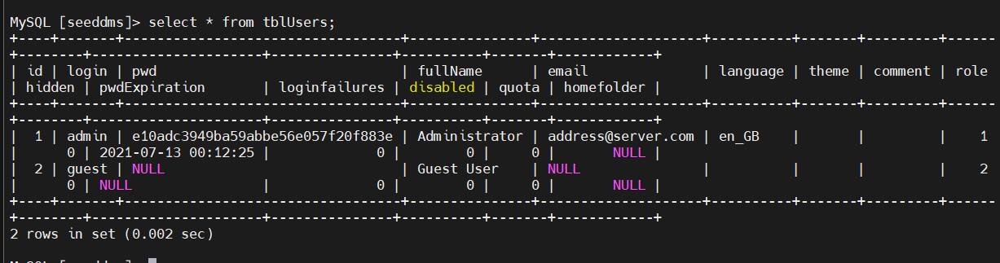 MySQL [seeddms]> select * from tblUsers;
+----+-------+----------------------------------+---------------+--------------------+----------+-------+---------+------
+--------+---------------------+---------------+----------+-------+------------+
| id | login | pwd                              | fullName      | email              | language | theme | comment | role
| hidden | pwdExpiration       | loginfailures | disabled | quota | homefolder |
+----+-------+----------------------------------+---------------+--------------------+----------+-------+---------+------
+--------+---------------------+---------------+----------+-------+------------+
|  1 | admin | e10adc3949ba59abbe56e057f20f883e | Administrator | address@server.com | en_GB    |       |         |    1
|      0 | 2021-07-13 00:12:25 |             0 |        0 |     0 |       NULL |
|  2 | guest | NULL                             | Guest User    | NULL               |          |       |         |    2
|      0 | NULL                |             0 |        0 |     0 |       NULL |
+----+-------+----------------------------------+---------------+--------------------+----------+-------+---------+------
+--------+---------------------+---------------+----------+-------+------------+
2 rows in set (0.002 sec)